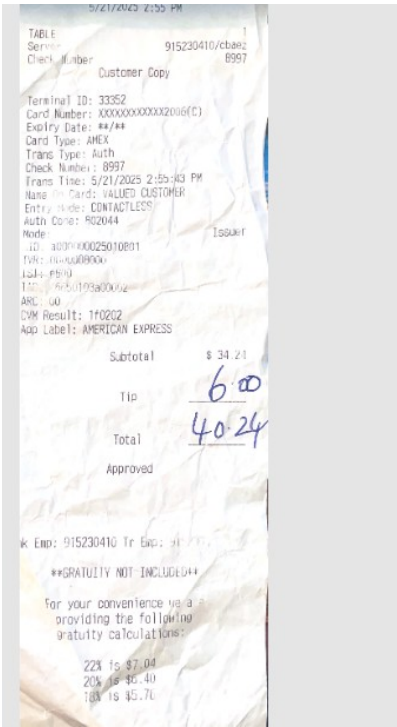 5/21/2025 2:55 PM
TABLE 1
Server 915230410/cbaez
Check Number 8997
Customer Copy
Terminal ID: 33352
Card Number: XXXXXXXXXXXX2006(C)
Expiry Date: **/**
Card Type: AMEX
Trans Type: Auth
Check Number: 8997
Trans Time: 5/21/2025 2:55:43 PM
Name On Card: VALUED CUSTOMER
Entry Mode: CONTACTLESS
Auth Code: 802044
Mode: Issuer
ARC: 00
CVM Result: 1f0202
App Label: AMERICAN EXPRESS
Subtotal $ 34.24
Tip 6.00
Total 40.24
Approved
Emp: 915230410 Tr Emp:
**GRATUITY NOT INCLUDED**
For your convenience we are
providing the following
gratuity calculations:
22% is $7.04
20% is $6.40
18% is $5.76